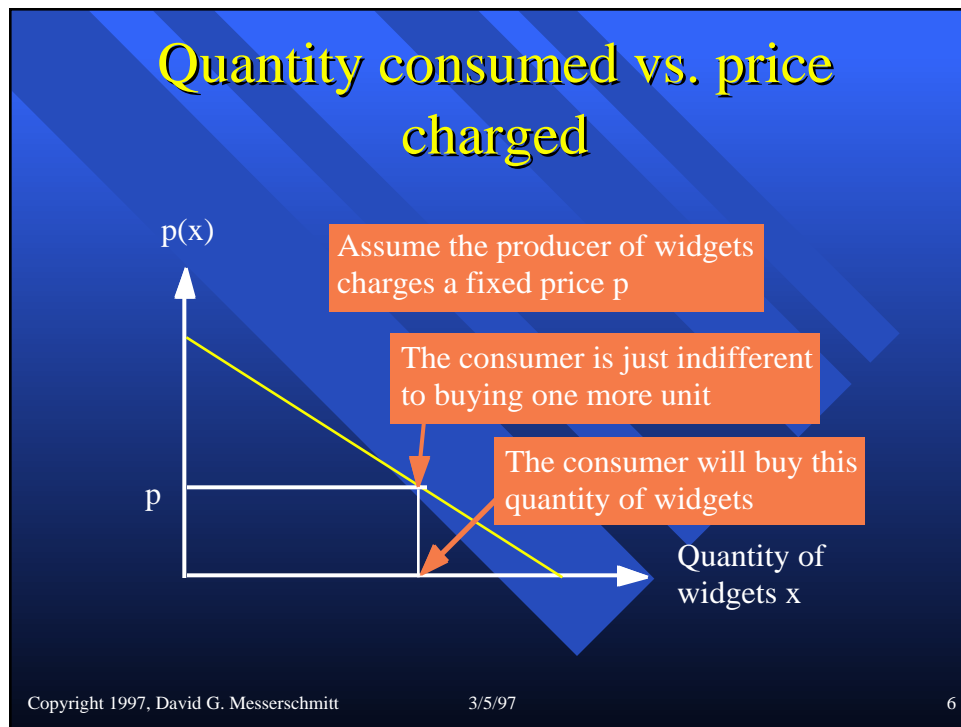 Quantity consumed vs. price
charged
p(x)
Assume the producer of widgets
charges a fixed price p
The consumer is just indifferent
to buying one more unit
The consumer will buy this
quantity of widgets
p
Quantity of
widgets x
Copyright 1997, David G. Messerschmitt 3/5/97 6